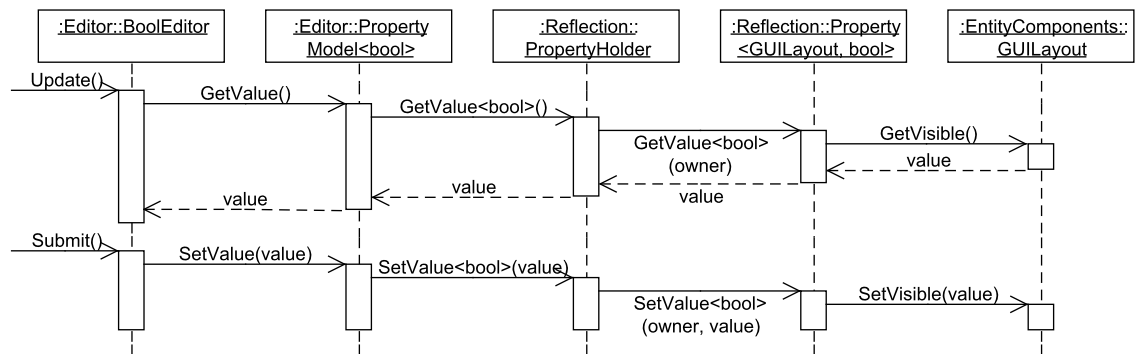 :Editor::BoolEditor
:Editor::Property
Model<bool>
:Reflection::
PropertyHolder
:Reflection::Property
<GUILayout, bool>
:EntityComponents::
GUILayout
Update()
GetValue()
GetValue<bool>()
GetValue<bool>
(owner)
GetVisible()
value
value
value
value
Submit()
SetValue(value)
SetValue<bool>(value)
SetValue<bool>
(owner, value)
SetVisible(value)